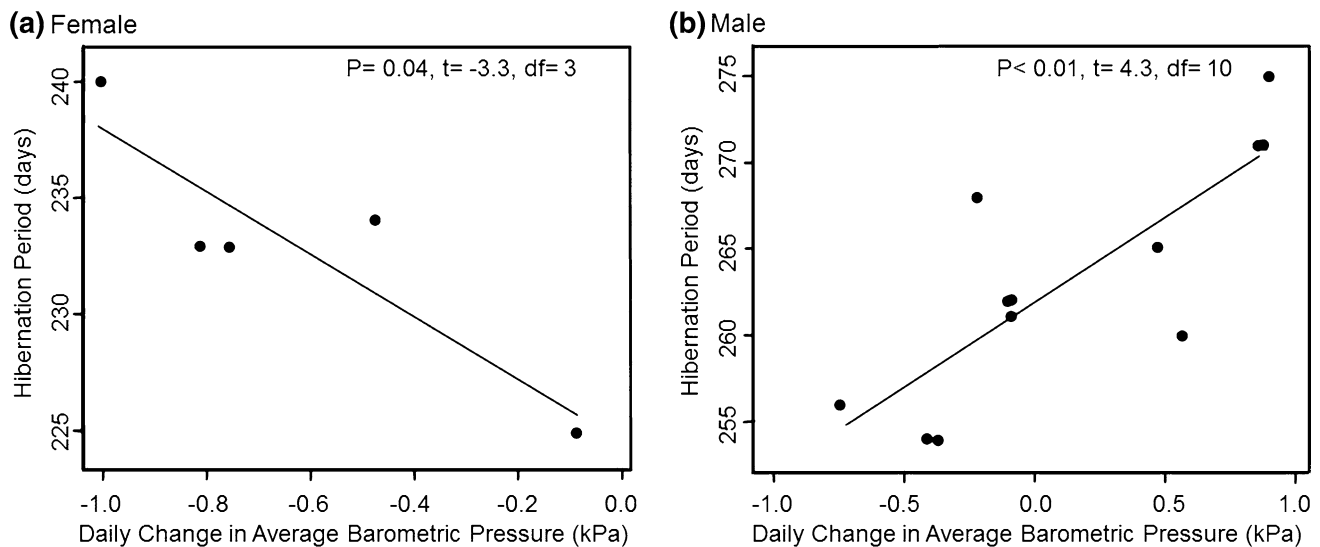 (a) Female
P= 0.04, t= -3.3, df= 3
Hibernation Period (days)
240
235
230
225
-1.0 -0.8 -0.6 -0.4 -0.2 0.0
Daily Change in Average Barometric Pressure (kPa)
(b) Male
P< 0.01, t= 4.3, df= 10
Hibernation Period (days)
275
270
265
260
255
-1.0 -0.5 0.0 0.5 1.0
Daily Change in Average Barometric Pressure (kPa)